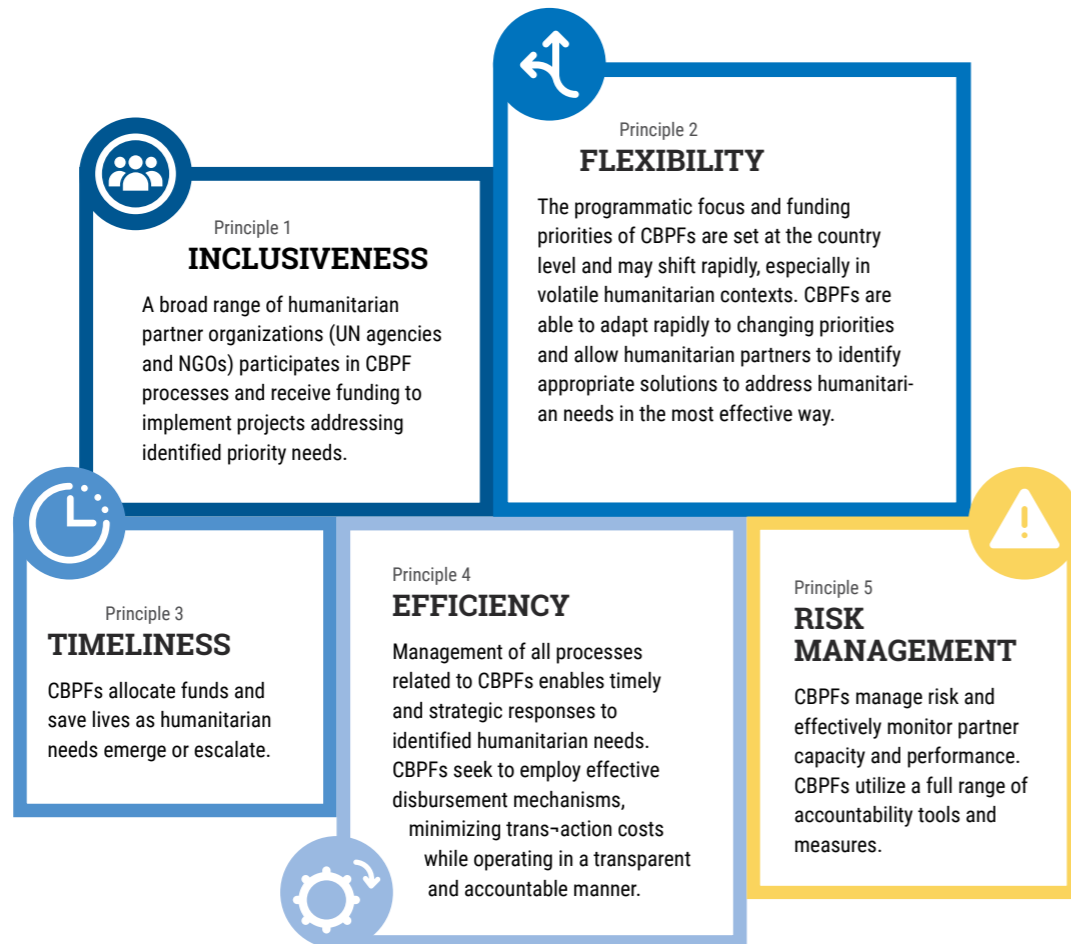 Principle 1
INCLUSIVENESS
A broad range of humanitarian
partner organizations (UN agencies
and NGOs) participates in CBPF
processes and receive funding to
implement projects addressing
identified priority needs.
Principle 2
FLEXIBILITY
The programmatic focus and funding
priorities of CBPFs are set at the country
level and may shift rapidly, especially in
volatile humanitarian contexts. CBPFs are
able to adapt rapidly to changing priorities
and allow humanitarian partners to identify
appropriate solutions to address humanitari-
an needs in the most effective way.
Principle 3
TIMELINESS
CBPFs allocate funds and
save lives as humanitarian
needs emerge or escalate.
Principle 4
EFFICIENCY
Management of all processes
related to CBPFs enables timely
and strategic responses to
identified humanitarian needs.
CBPFs seek to employ effective
disbursement mechanisms,
minimizing trans¬action costs
while operating in a transparent
and accountable manner.
Principle 5
RISK
MANAGEMENT
CBPFs manage risk and
effectively monitor partner
capacity and performance.
CBPFs utilize a full range of
accountability tools and
measures.